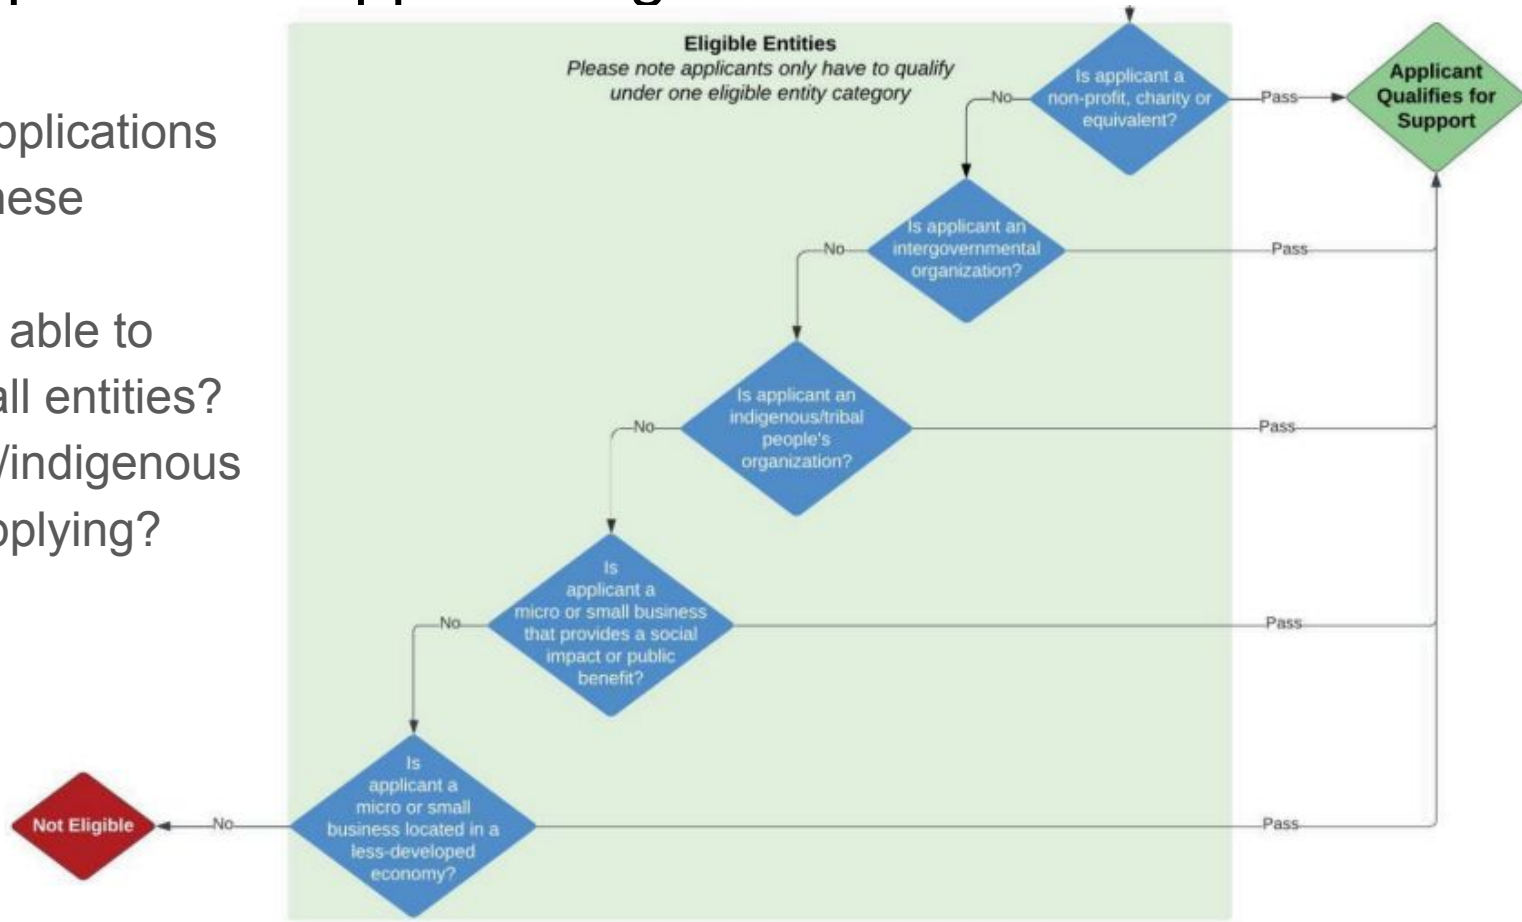 pplications
nese
able to
all entities?
/indigenous
pplying?
Eligible Entities
Please note applicants only have to qualify
under one eligible entity category
Is applicant a
non-profit, charity or
equivalent?
No
Pass
Applicant
Qualifies for
Support
Is applicant an
intergovernmental
organization?
No
Pass
Is applicant an
indigenous/tribal
people's
organization?
No
Pass
Is
applicant a
micro or small business
that provides a social
impact or public
benefit?
No
Pass
Is
applicant a
micro or small
business located in a
less-developed
economy?
No
Pass
Not Eligible